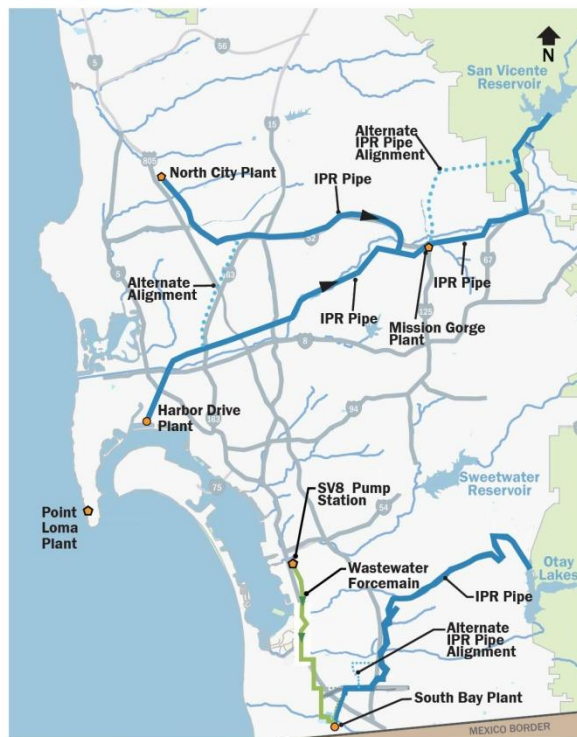 N
San Vicente
Reservoir
5
56
15
Alternate
IPR Pipe
Alignment
805
North City Plant
IPR Pipe
52
5
Alternate
Alignment
163
67
IPR Pipe
IPR Pipe
125
Mission Gorge
Plant
8
94
Harbor Drive
Plant
163
75
Sweetwater
Reservoir
SV8 Pump
Station
54
Point
Loma
Plant
Wastewater
Forcemain
Otay
Lakes
IPR Pipe
Alternate
IPR Pipe
Alignment
South Bay Plant
MEXICO BORDER